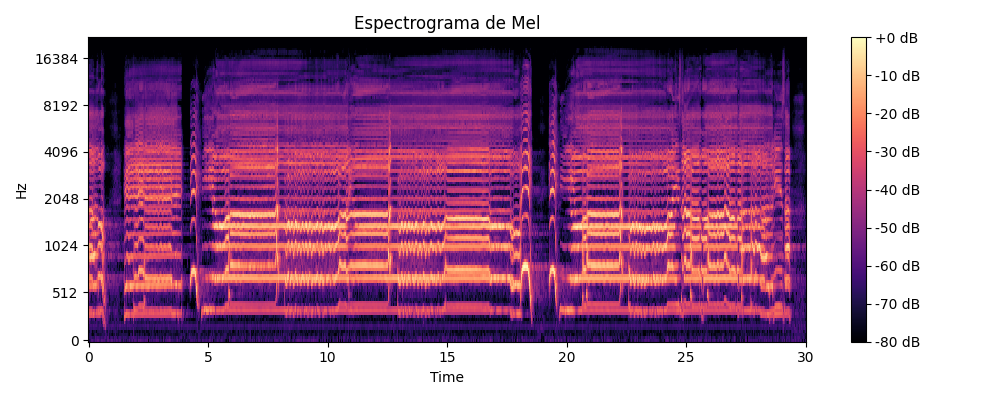 Espectrograma de Mel
16384
8192
4096
2048
1024
512
0
Hz
0 5 10 15 20 25 30
Time
+0 dB
-10 dB
-20 dB
-30 dB
-40 dB
-50 dB
-60 dB
-70 dB
-80 dB